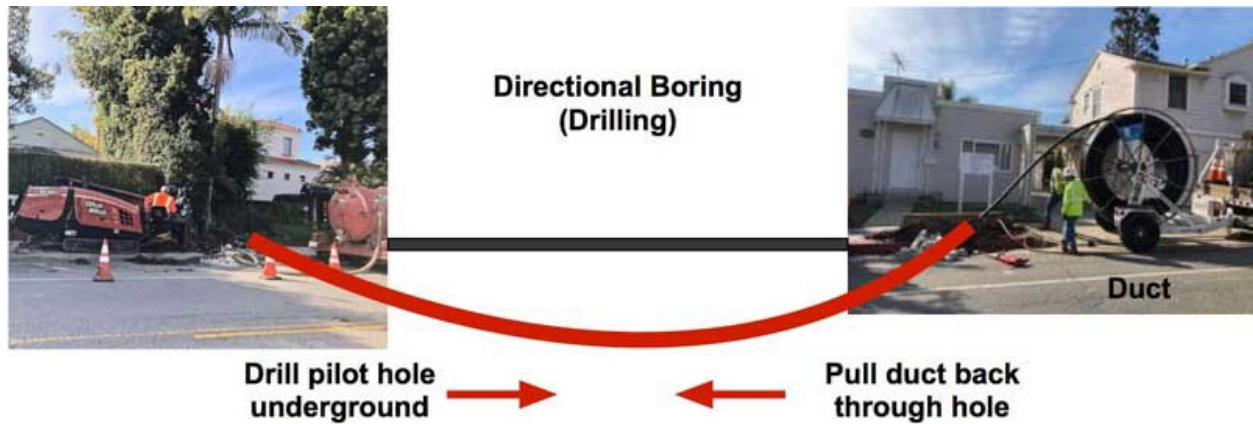 Directional Boring
(Drilling)
Duct
Drill pilot hole
underground
Pull duct back
through hole